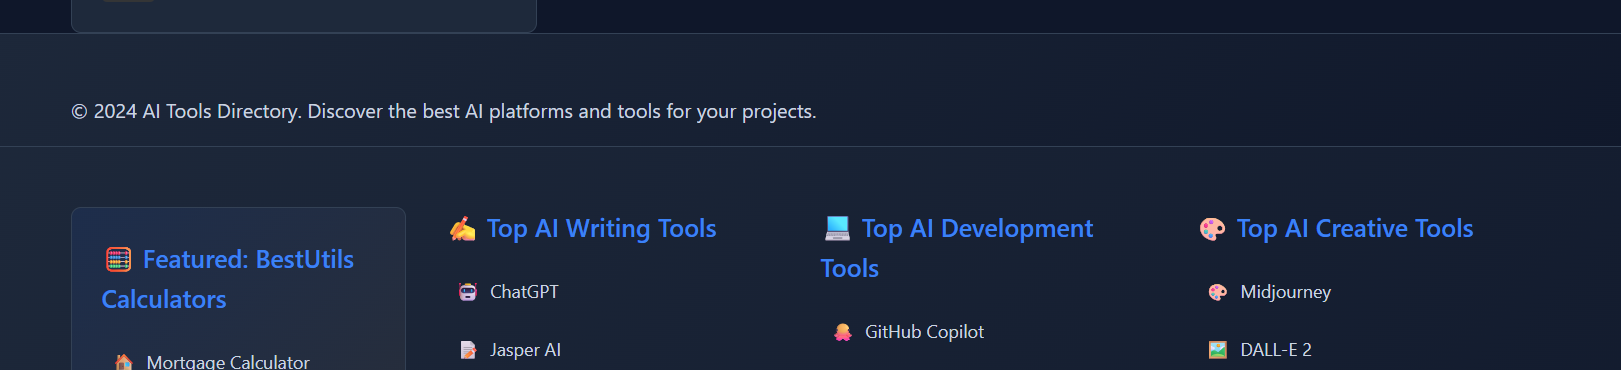 © 2024 AI Tools Directory. Discover the best AI platforms and tools for your projects.
Featured: BestUtils
Calculators
Mortgage Calculator
Top AI Writing Tools
ChatGPT
Jasper AI
Top AI Development
Tools
GitHub Copilot
Top AI Creative Tools
Midjourney
DALL-E 2